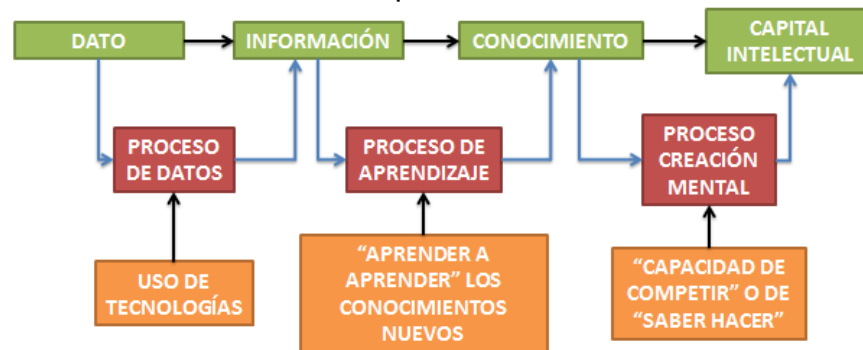 DATO
INFORMACIÓN
CONOCIMIENTO
CAPITAL
INTELECTUAL
PROCESO
DE DATOS
PROCESO DE
APRENDIZAJE
PROCESO
CREACIÓN
MENTAL
USO DE
TECNOLOGÍAS
“APRENDER A
APRENDER” LOS
CONOCIMIENTOS
NUEVOS
“CAPACIDAD DE
COMPETIR” O DE
“SABER HACER”